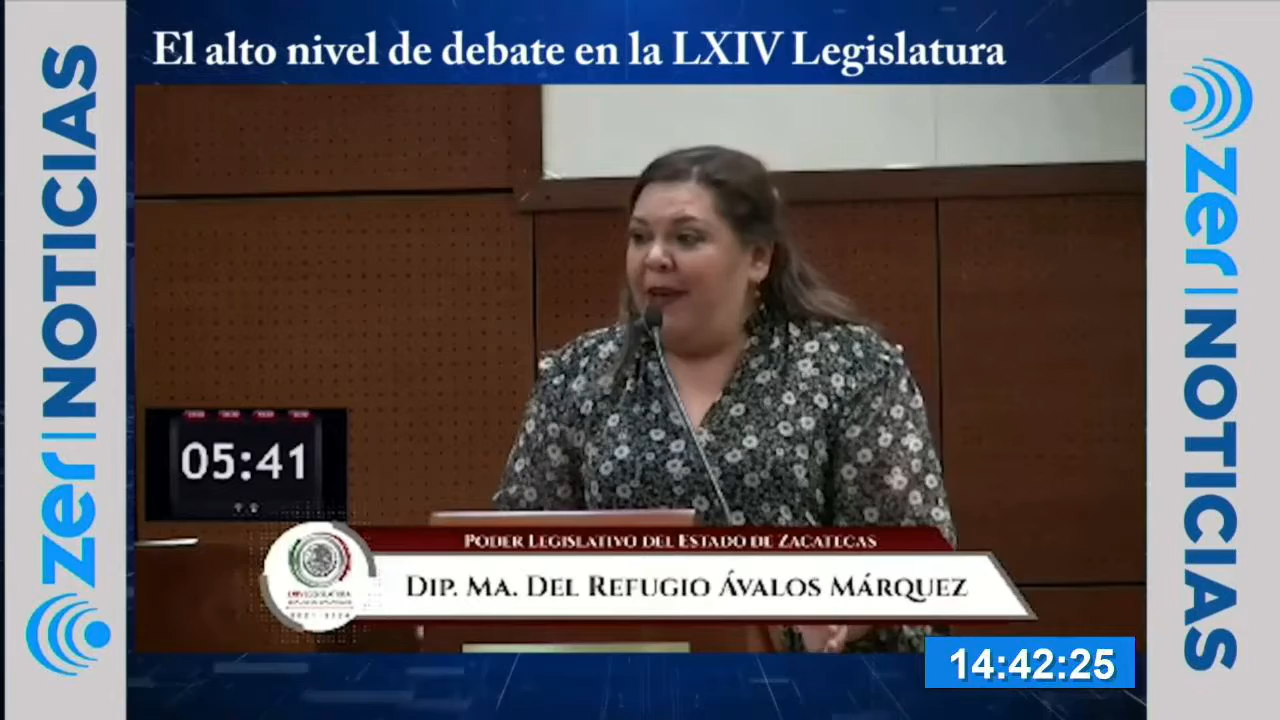 El alto nivel de debate en la LXIV Legislatura
zer | NOTICIAS
zer | NOTICIAS
05:41
PODER LEGISLATIVO DEL ESTADO DE ZACATECAS
DIP. MA. DEL REFUGIO ÁVALOS MÁRQUEZ
14:42:25